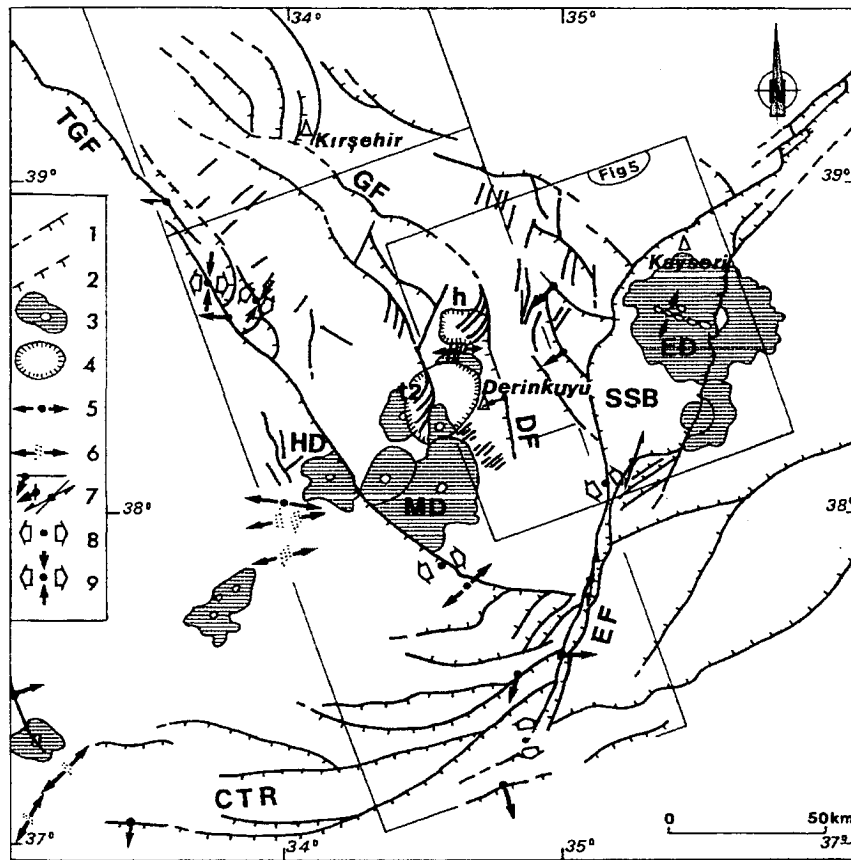 34°
35°
N
TGF
Kırşehir
GF
Fig5
39°
39°
1
2
3
4
5
6
7
8
9
Kayseri
h
ED
t2
Derinkuyu
SSB
HD
DF
MD
38°
38°
EF
CTR
0 50km
37°
34°
35°
37°